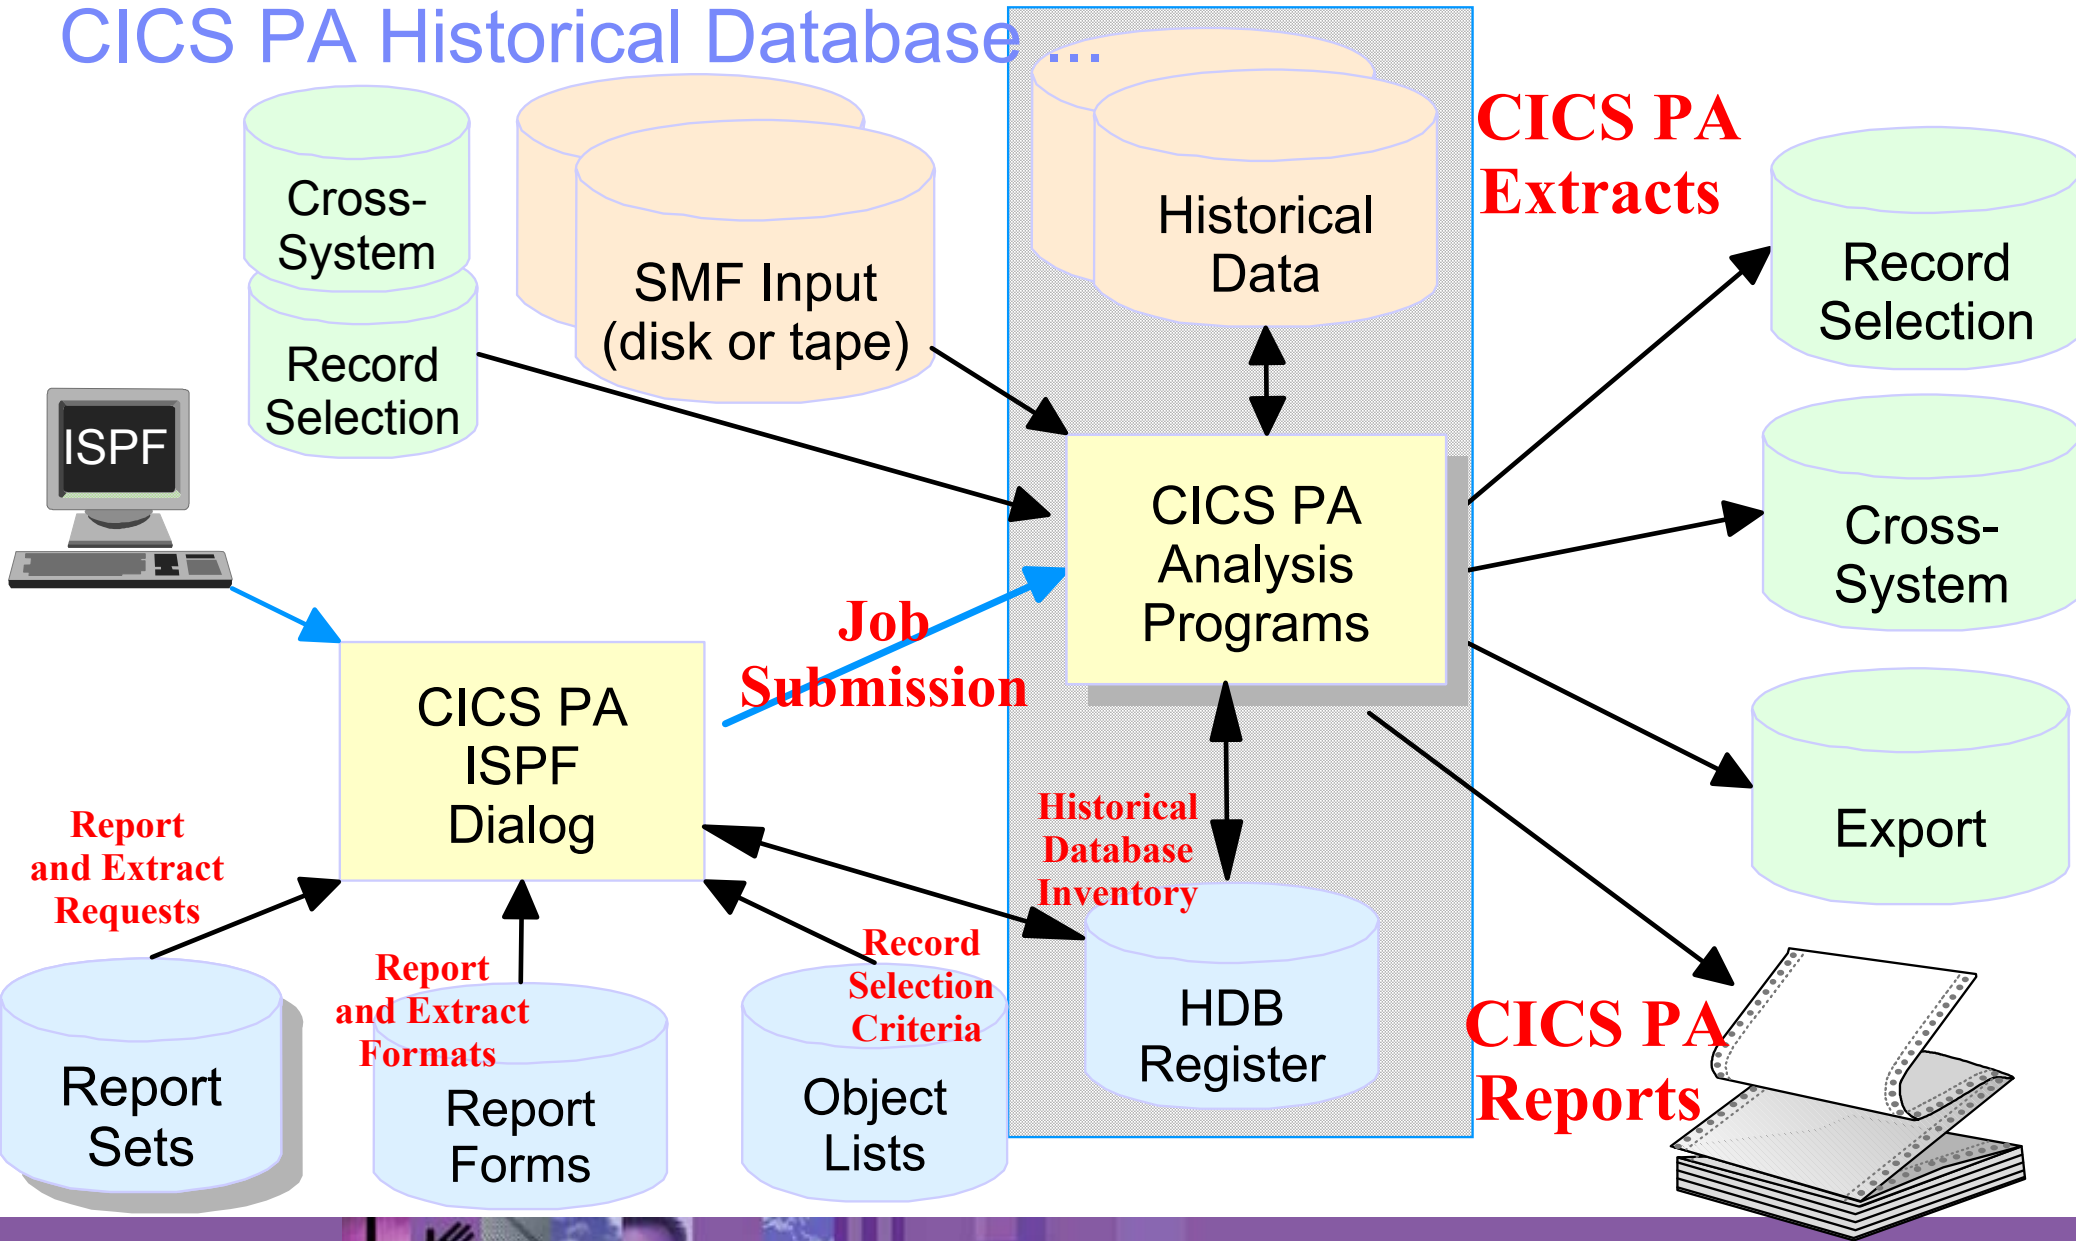 CICS PA Historical Database ...
Cross-
System
Record
Selection
SMF Input
(disk or tape)
Historical
Data
CICS PA
Extracts
Record
Selection
ISPF
CICS PA
Analysis
Programs
Cross-
System
Job
Submission
CICS PA
ISPF
Dialog
Export
Report
and Extract
Requests
Historical
Database
Inventory
Report
and Extract
Formats
Record
Selection
Criteria
Report
Sets
Report
Forms
Object
Lists
HDB
Register
CICS PA
Reports